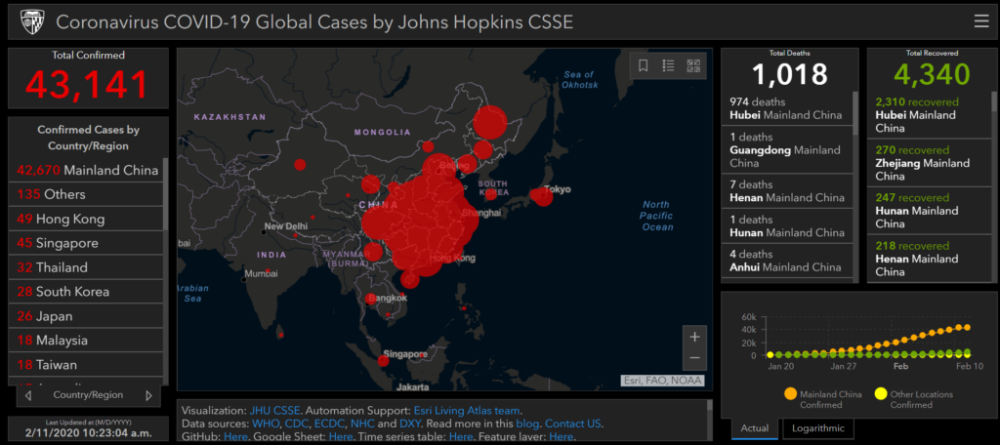 Coronavirus COVID-19 Global Cases by Johns Hopkins CSSE
Total Confirmed
43,141
Confirmed Cases by
Country/Region
42,670 Mainland China
135 Others
49 Hong Kong
45 Singapore
32 Thailand
28 South Korea
26 Japan
18 Malaysia
18 Taiwan
Country/Region
Last Updated at (M/D/YYYY)
2/11/2020 10:23:04 a.m.
Sea of
Okhotsk
KAZAKHSTAN
MONGOLIA
Beijing
SOUTH
KOREA
Tokyo
CHINA
Shanghai
North
Pacific
Ocean
New Delhi
bai
INDIA
MYANMAR
(BURMA)
Hong Kong
Mumbai
Arabian
Sea
Bangkok
Singapore
Jakarta
Esri, FAO, NOAA
Visualization: JHU CSSE. Automation Support: Esri Living Atlas team.
Data sources: WHO, CDC, ECDC, NHC and DXY. Read more in this blog. Contact US.
GitHub: Here. Google Sheet: Here. Time series table: Here. Feature layer: Here.
Total Deaths
1,018
974 deaths
Hubei Mainland China
1 deaths
Guangdong Mainland
China
7 deaths
Henan Mainland China
1 deaths
Hunan Mainland China
4 deaths
Anhui Mainland China
Total Recovered
4,340
2,310 recovered
Hubei Mainland
China
270 recovered
Zhejiang Mainland
China
247 recovered
Hunan Mainland
China
218 recovered
Henan Mainland
China
60k
40k
20k
0
Jan 20 Jan 27 Feb Feb 10
Mainland China
Confirmed
Other Locations
Confirmed
Actual Logarithmic